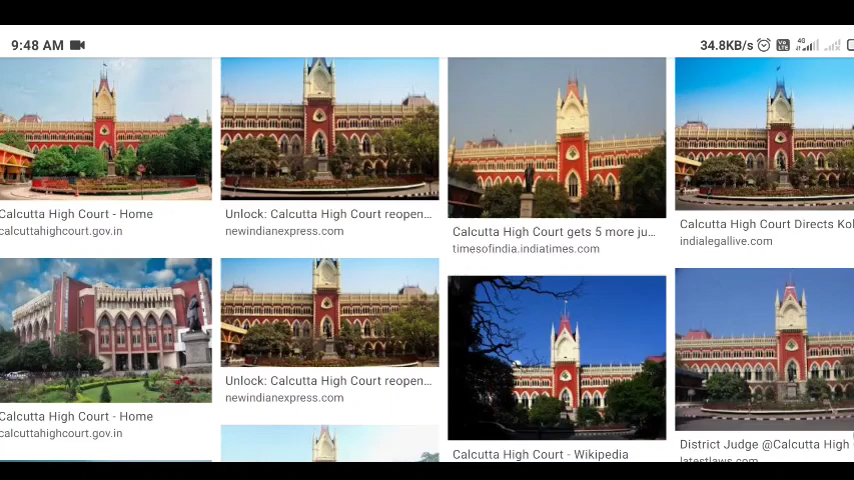 9:48 AM
34.8KB/s
4G
Calcutta High Court - Home
calcuttahighcourt.gov.in
Unlock: Calcutta High Court reopen...
newindianexpress.com
Calcutta High Court gets 5 more ju...
timesofindia.indiatimes.com
Calcutta High Court Directs Kol
indialegallive.com
Calcutta High Court - Home
calcuttahighcourt.gov.in
Unlock: Calcutta High Court reopen...
newindianexpress.com
Calcutta High Court - Wikipedia
District Judge @Calcutta High
latestlaws.com